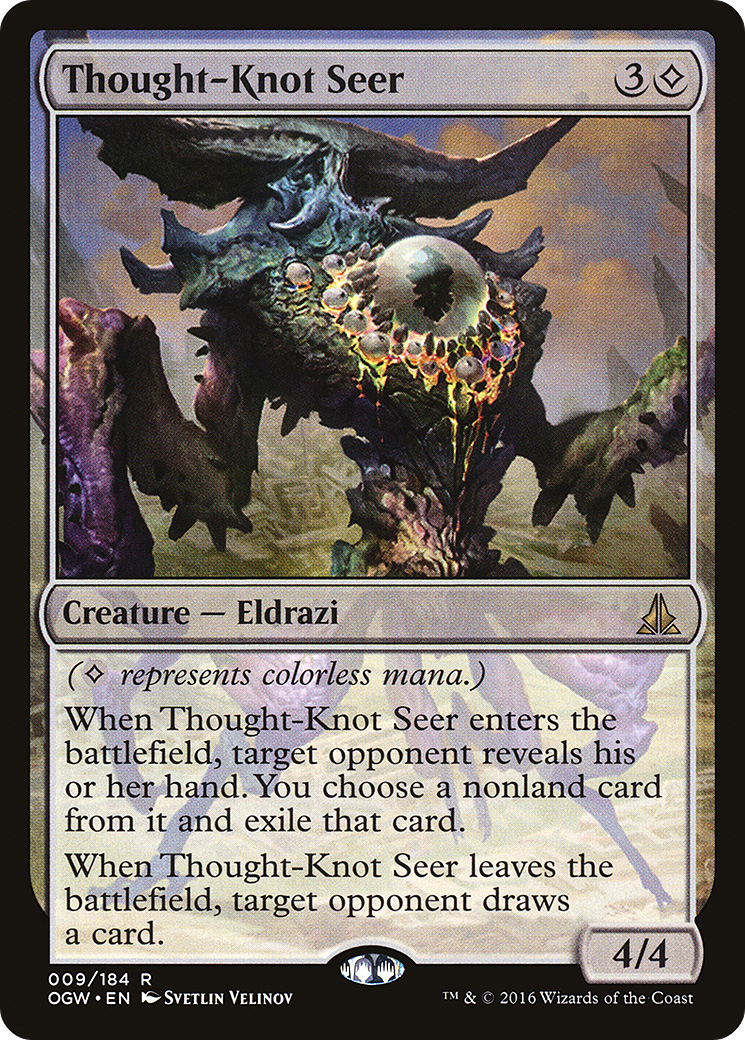 Thought-Knot Seer 3◇
Creature — Eldrazi
(◇ represents colorless mana.)
When Thought-Knot Seer enters the
battlefield, target opponent reveals his
or her hand. You choose a nonland card
from it and exile that card.
When Thought-Knot Seer leaves the
battlefield, target opponent draws
a card.
4/4
009/184 R
OGW • EN Svetlin Velinov
™ & © 2016 Wizards of the Coast